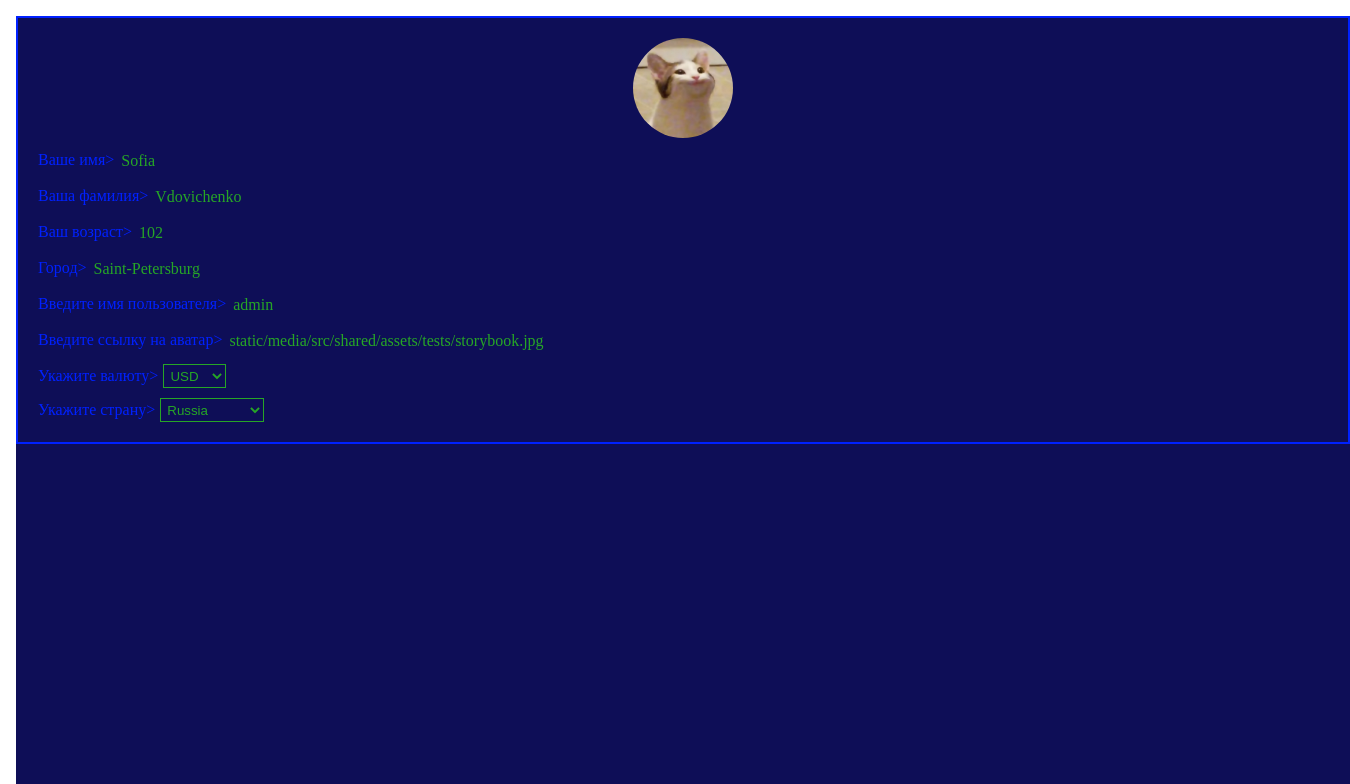 Ваше имя> Sofia
Ваша фамилия> Vdovichenko
Ваш возраст> 102
Город> Saint-Petersburg
Введите имя пользователя> admin
Введите ссылку на аватар> static/media/src/shared/assets/tests/storybook.jpg
Укажите валюту> USD
Укажите страну> Russia